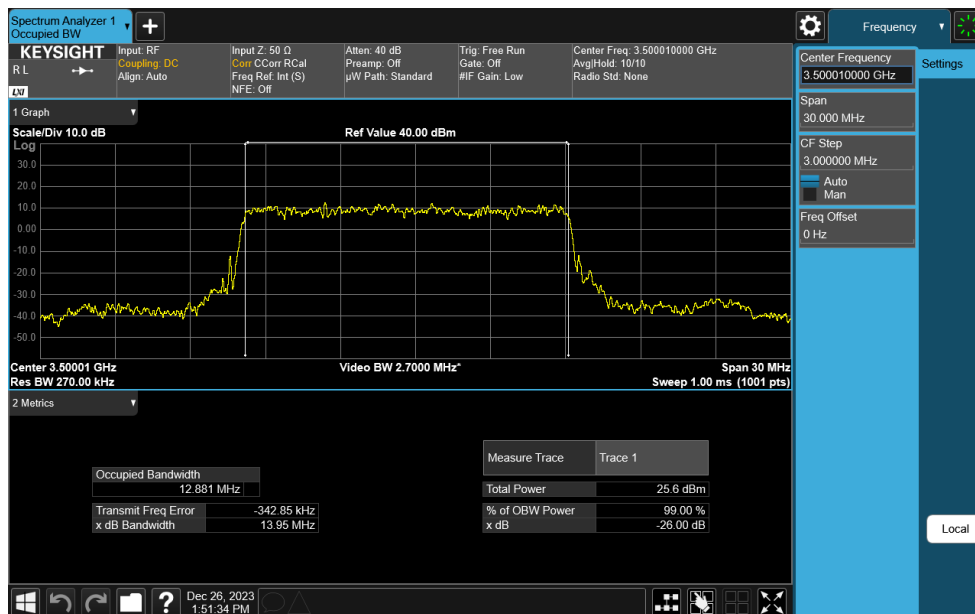 Spectrum Analyzer 1
Occupied BW
Frequency
KEYSIGHT
R L
LXI
Input: RF
Coupling: DC
Align: Auto
Input Z: 50 Ω
Corr CCorr RCal
Freq Ref: Int (S)
NFE: Off
Atten: 40 dB
Preamp: Off
µW Path: Standard
Trig: Free Run
Gate: Off
#IF Gain: Low
Center Freq: 3.500010000 GHz
Avg|Hold: 10/10
Radio Std: None
Center Frequency
3.500010000 GHz
Settings
Span
30.000 MHz
CF Step
3.000000 MHz
Auto
Man
Freq Offset
0 Hz
1 Graph
Scale/Div 10.0 dB
Ref Value 40.00 dBm
Log
30.0
20.0
10.0
0.00
-10.0
-20.0
-30.0
-40.0
-50.0
Center 3.50001 GHz
Video BW 2.7000 MHz*
Span 30 MHz
Res BW 270.00 kHz
Sweep 1.00 ms (1001 pts)
2 Metrics
Measure Trace
Trace 1
Occupied Bandwidth
12.881 MHz
Total Power
25.6 dBm
Transmit Freq Error
-342.85 kHz
% of OBW Power
99.00 %
x dB Bandwidth
13.95 MHz
x dB
-26.00 dB
Local
?
Dec 26, 2023
1:51:34 PM